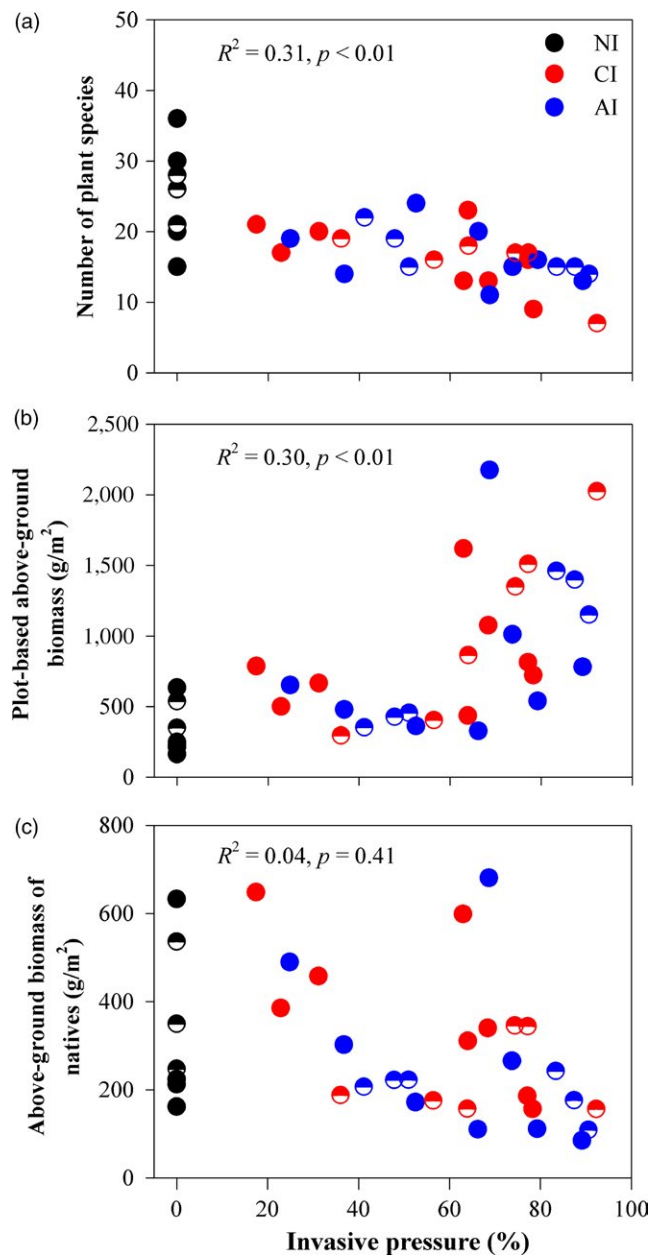 (a)
R² = 0.31, p < 0.01
NI
CI
AI
50
40
30
20
10
0
Number of plant species
(b)
R² = 0.30, p < 0.01
2,500
2,000
1,500
1,000
500
0
Plot-based above-ground
biomass (g/m²)
(c)
R² = 0.04, p = 0.41
800
600
400
200
0
Above-ground biomass of
natives (g/m²)
0 20 40 60 80 100
Invasive pressure (%)